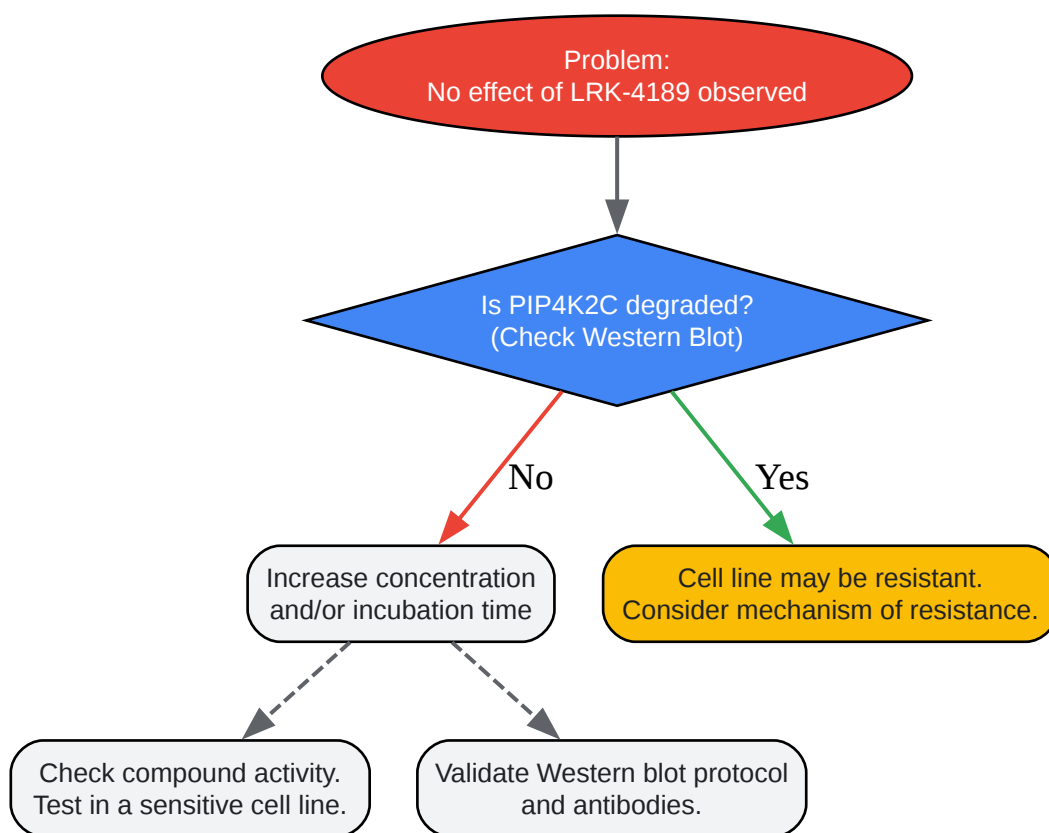 Problem:
No effect of LRK-4189 observed
Is PIP4K2C degraded?
(Check Western Blot)
No
Yes
Increase concentration
and/or incubation time
Cell line may be resistant.
Consider mechanism of resistance.
Check compound activity.
Test in a sensitive cell line.
Validate Western blot protocol
and antibodies.